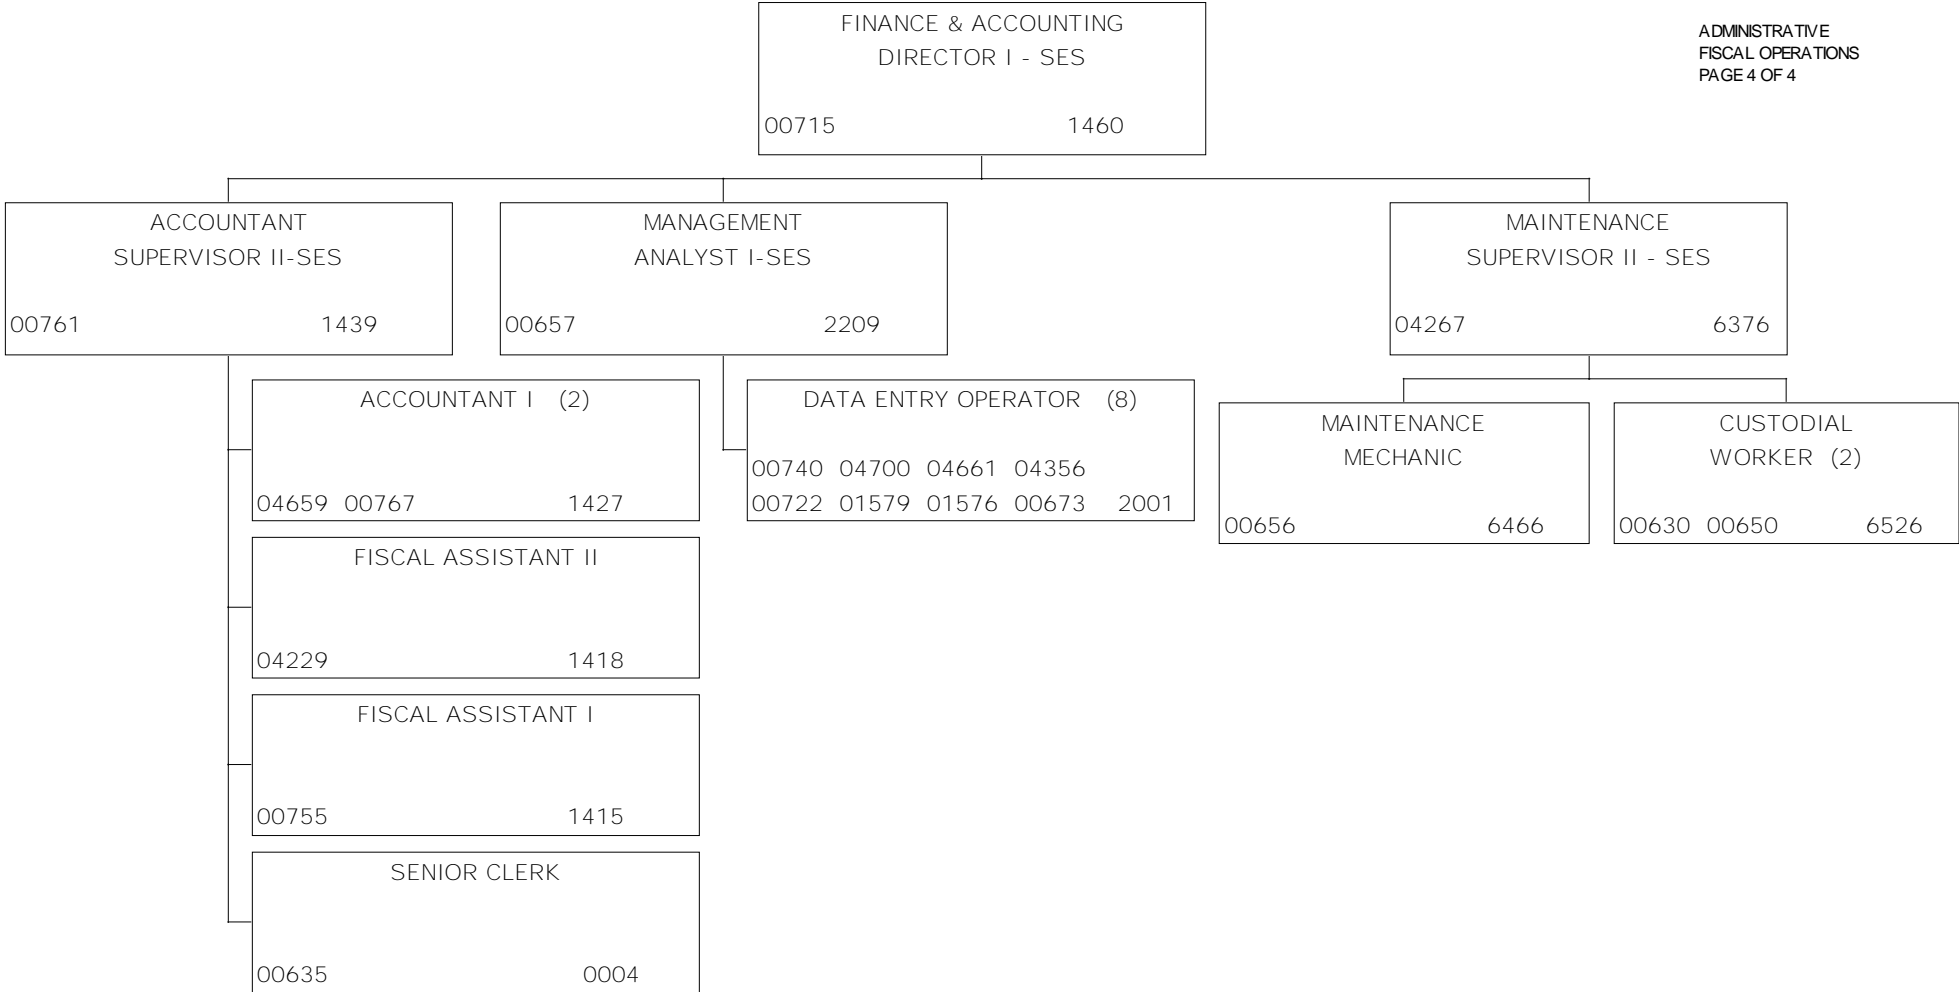 FINANCE & ACCOUNTING
DIRECTOR I - SES
00715 1460
ADMINISTRATIVE
FISCAL OPERATIONS
PAGE 4 OF 4
ACCOUNTANT
SUPERVISOR II-SES
00761 1439
MANAGEMENT
ANALYST I-SES
00657 2209
MAINTENANCE
SUPERVISOR II - SES
04267 6376
ACCOUNTANT I (2)
04659 00767 1427
DATA ENTRY OPERATOR (8)
00740 04700 04661 04356
00722 01579 01576 00673 2001
MAINTENANCE
MECHANIC
00656 6466
CUSTODIAL
WORKER (2)
00630 00650 6526
FISCAL ASSISTANT II
04229 1418
FISCAL ASSISTANT I
00755 1415
SENIOR CLERK
00635 0004